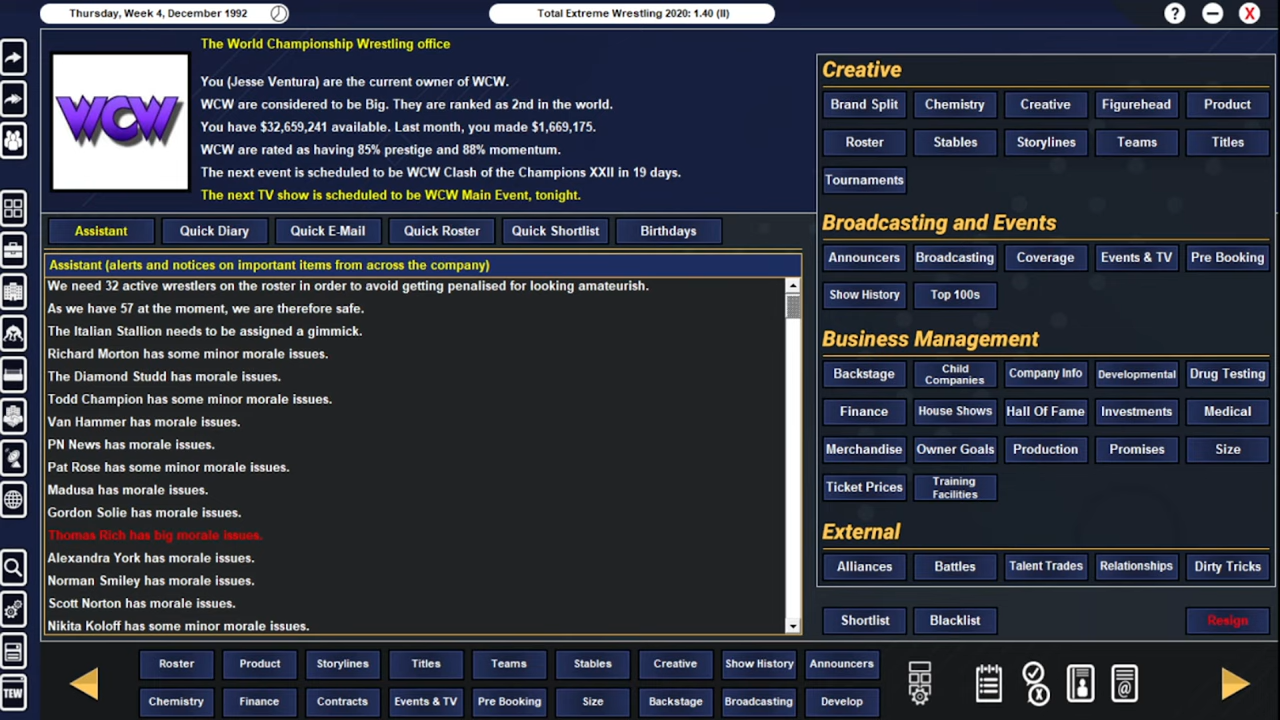 Thursday, Week 4, December 1992
Total Extreme Wrestling 2020: 1.40 (II)
? X
The World Championship Wrestling office
WCW
You (Jesse Ventura) are the current owner of WCW.
WCW are considered to be Big. They are ranked as 2nd in the world.
You have $32,659,241 available. Last month, you made $1,669,175.
WCW are rated as having 85% prestige and 88% momentum.
The next event is scheduled to be WCW Clash of the Champions XXII in 19 days.
The next TV show is scheduled to be WCW Main Event, tonight.
Assistant Quick Diary Quick E-Mail Quick Roster Quick Shortlist Birthdays
Assistant (alerts and notices on important items from across the company)
We need 32 active wrestlers on the roster in order to avoid getting penalised for looking amateurish.
As we have 57 at the moment, we are therefore safe.
The Italian Stallion needs to be assigned a gimmick.
Richard Morton has some minor morale issues.
The Diamond Studd has morale issues.
Todd Champion has some minor morale issues.
Van Hammer has morale issues.
PN News has morale issues.
Pat Rose has some minor morale issues.
Madusa has morale issues.
Gordon Solie has morale issues.
Thomas Rich has big morale issues.
Alexandra York has morale issues.
Norman Smiley has morale issues.
Scott Norton has morale issues.
Nikita Koloff has some minor morale issues.
Creative
Brand Split Chemistry Creative Figurehead Product
Roster Stables Storylines Teams Titles
Tournaments
Broadcasting and Events
Announcers Broadcasting Coverage Events & TV Pre Booking
Show History Top 100s
Business Management
Backstage Child Companies Company Info Developmental Drug Testing
Finance House Shows Hall Of Fame Investments Medical
Merchandise Owner Goals Production Promises Size
Ticket Prices Training Facilities
External
Alliances Battles Talent Trades Relationships Dirty Tricks
Shortlist Blacklist Resign
TEW
Roster Product Storylines Titles Teams Stables Creative Show History Announcers
Chemistry Finance Contracts Events & TV Pre Booking Size Backstage Broadcasting Develop